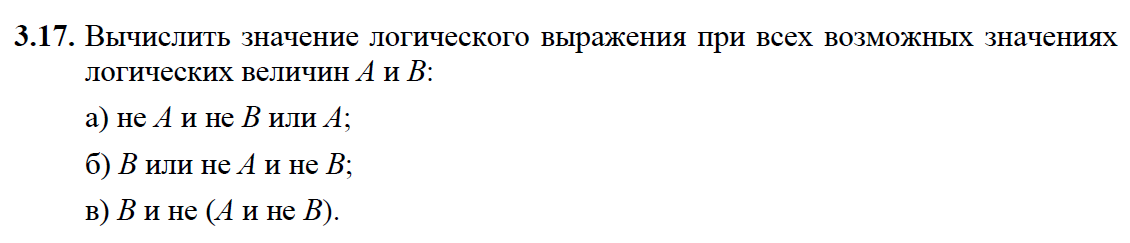 3.17. Вычислить значение логического выражения при всех возможных значениях
логических величин A и B:
а) не A и не B или A;
б) B или не A и не B;
в) B и не (A и не B).